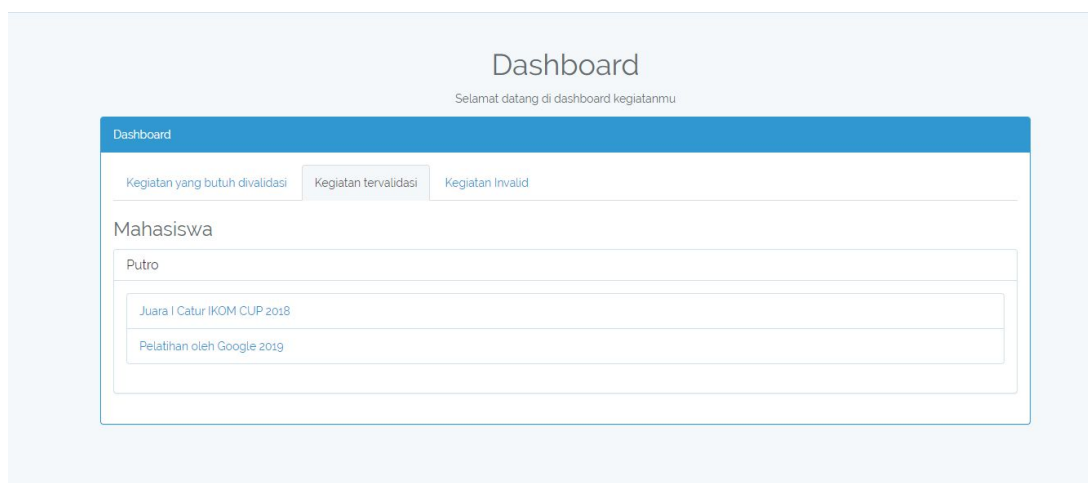 Dashboard
Selamat datang di dashboard kegiatanmu
Dashboard
Kegiatan yang butuh divalidasi Kegiatan tervalidasi Kegiatan Invalid
Mahasiswa
Putro
Juara I Catur IKOM CUP 2018
Pelatihan oleh Google 2019